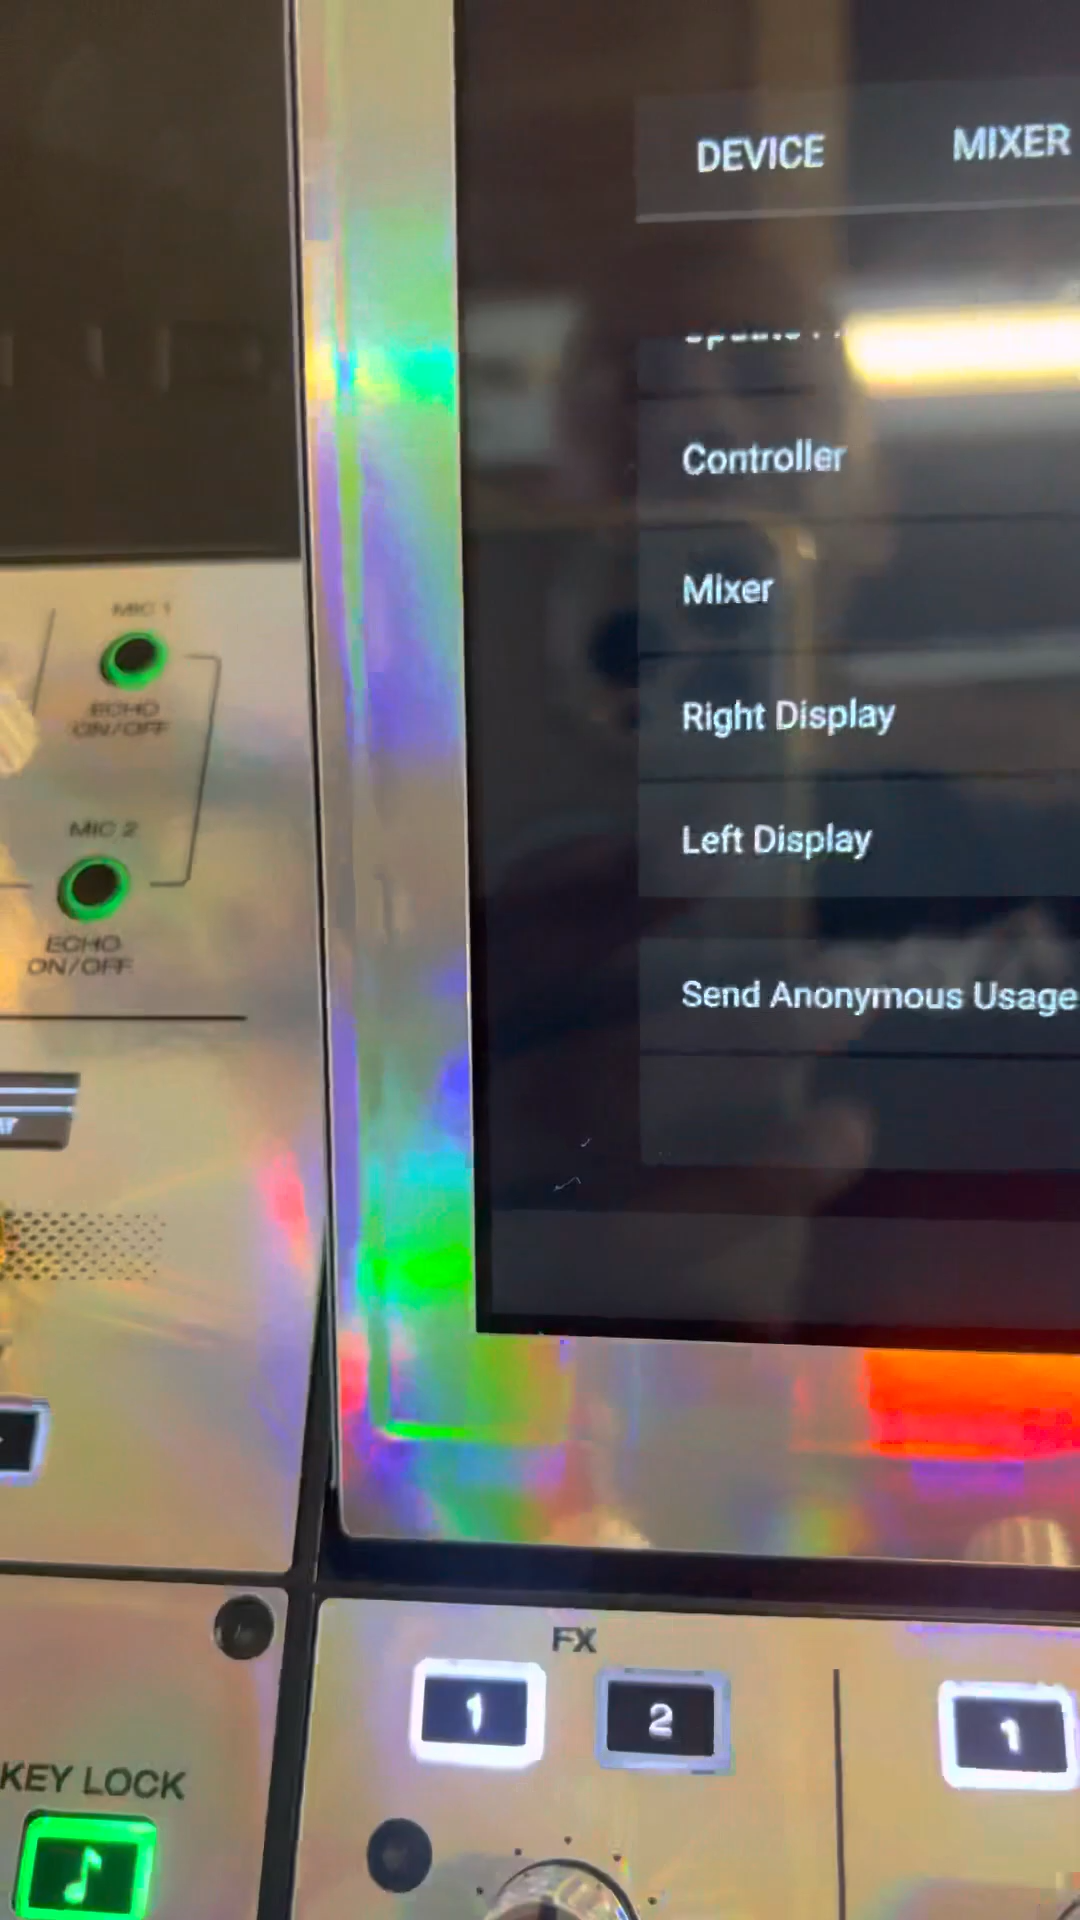 DEVICE MIXER
Controller
Mixer
Right Display
Left Display
Send Anonymous Usage
MIC 1
ECHO
ON/OFF
MIC 2
ECHO
ON/OFF
FX
1 2 1
KEY LOCK